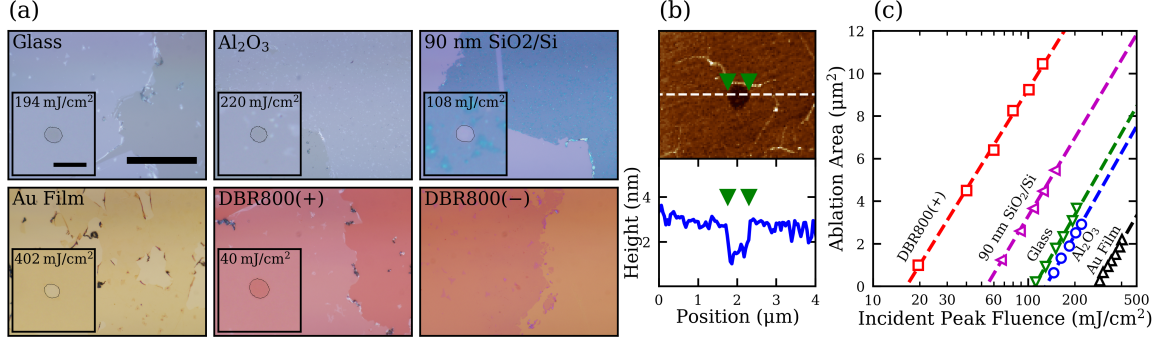 (a)
Glass
194 mJ/cm²
Al₂O₃
220 mJ/cm²
90 nm SiO2/Si
108 mJ/cm²
Au Film
402 mJ/cm²
DBR800(+)
40 mJ/cm²
DBR800(−)
(b)
Height (nm)
4
2
0 1 2 3 4
Position (μm)
(c)
Ablation Area (μm²)
12
10
8
6
4
2
0
DBR800(+)
90 nm SiO₂/Si
Glass
Al₂O₃
Au Film
10 20 60 100 200 500
Incident Peak Fluence (mJ/cm²)